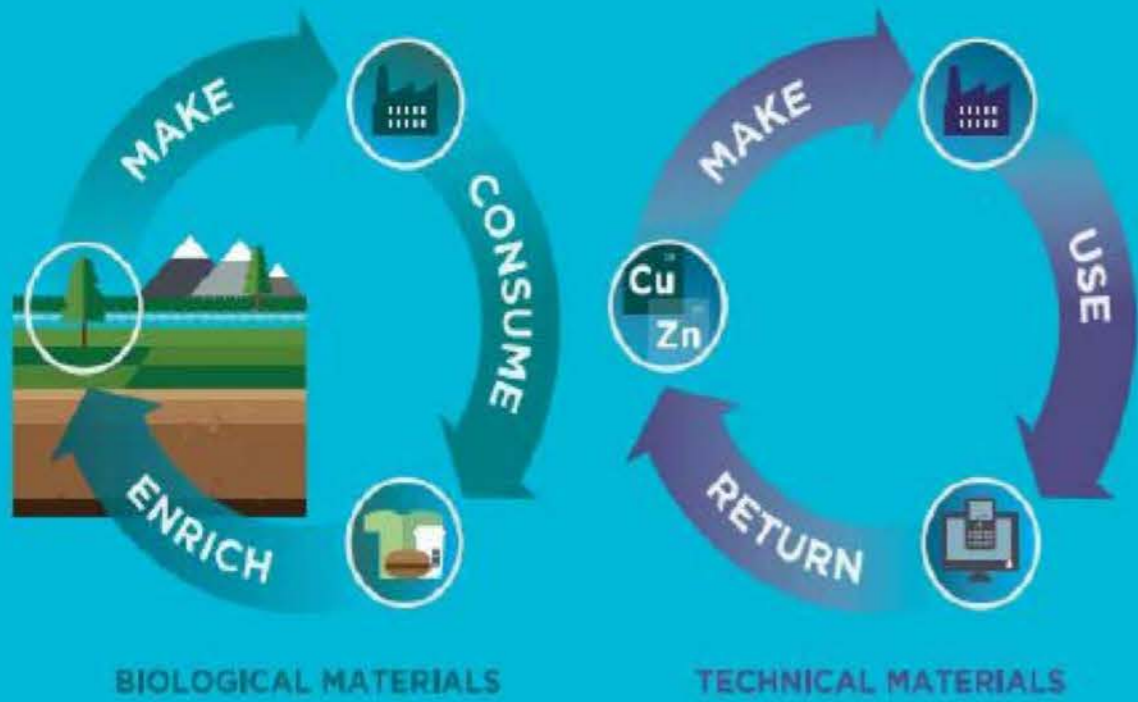 MAKE
CONSUME
ENRICH
BIOLOGICAL MATERIALS
MAKE
USE
Cu
Zn
RETURN
TECHNICAL MATERIALS